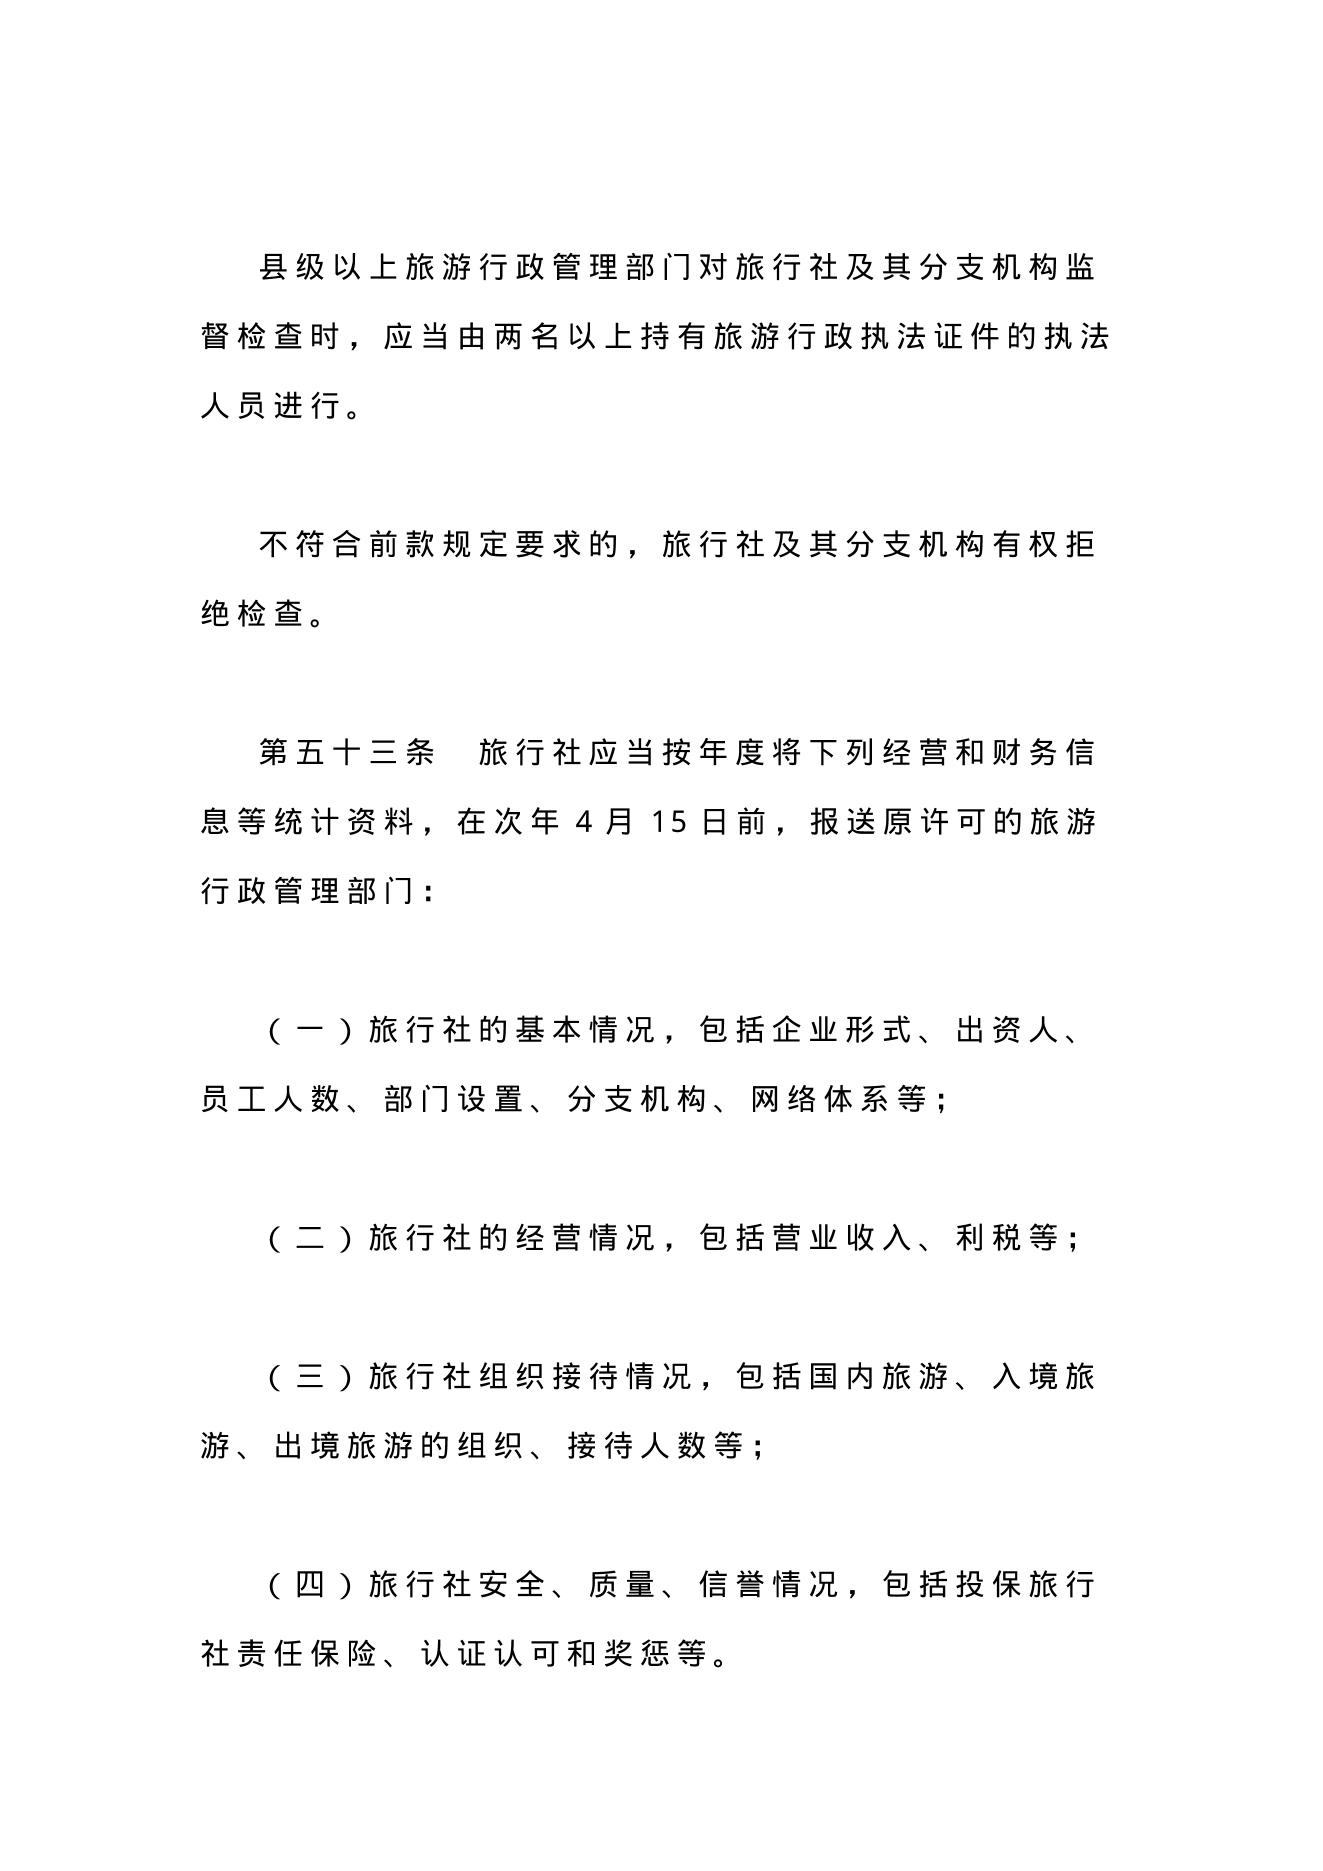 县级以上旅游行政管理部门对旅行社及其分支机构监
督检查时，应当由两名以上持有旅游行政执法证件的执法
人员进行。
不符合前款规定要求的，旅行社及其分支机构有权拒
绝检查。
第五十三条　旅行社应当按年度将下列经营和财务信
息等统计资料，在次年 4 月 15 日前，报送原许可的旅游
行政管理部门：
（一）旅行社的基本情况，包括企业形式、出资人、
员工人数、部门设置、分支机构、网络体系等；
（二）旅行社的经营情况，包括营业收入、利税等；
（三）旅行社组织接待情况，包括国内旅游、入境旅
游、出境旅游的组织、接待人数等；
（四）旅行社安全、质量、信誉情况，包括投保旅行
社责任保险、认证认可和奖惩等。